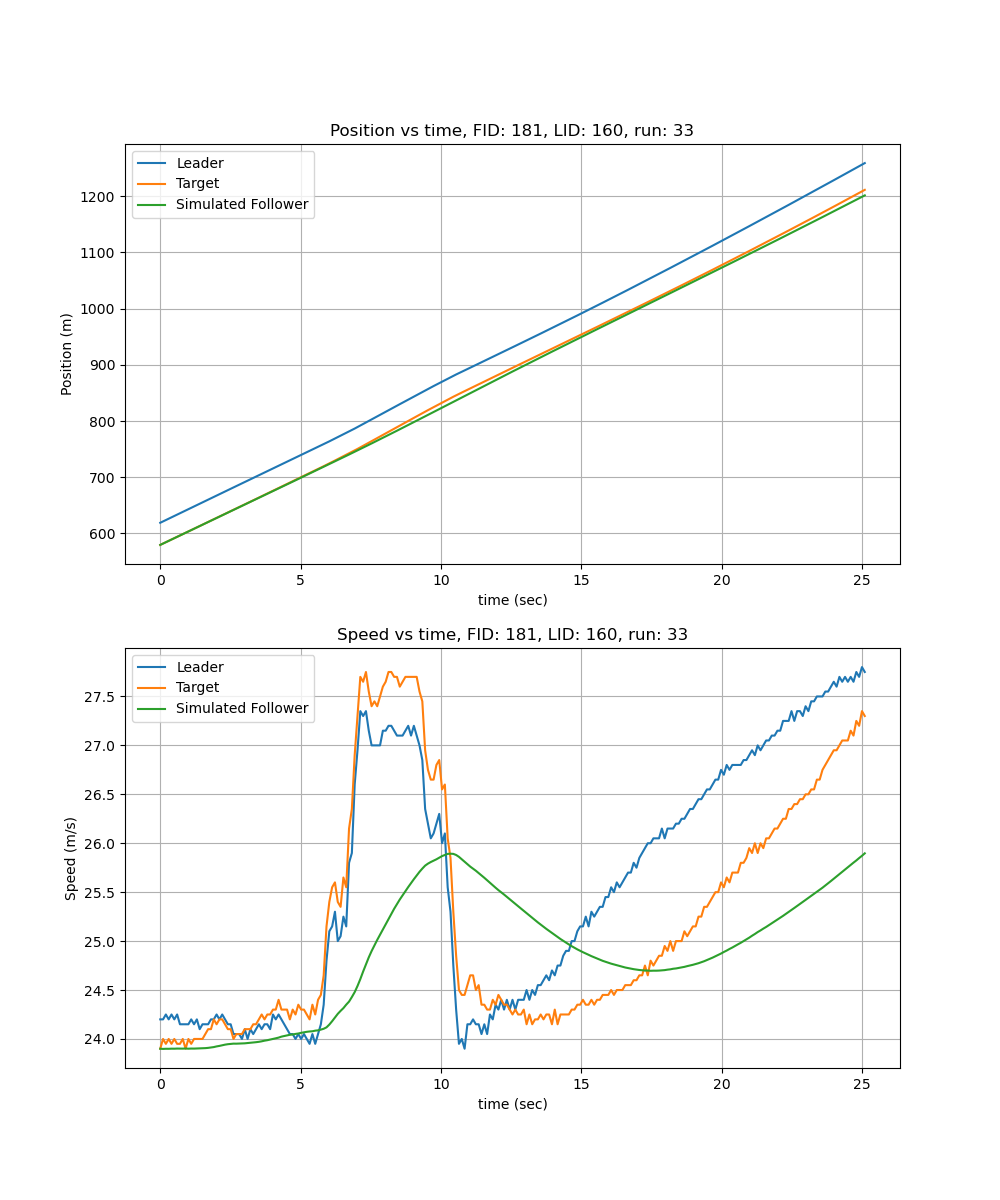 Position vs time, FID: 181, LID: 160, run: 33
Leader
Target
Simulated Follower
1200
1100
1000
900
800
700
600
Position (m)
0 5 10 15 20 25
time (sec)
Speed vs time, FID: 181, LID: 160, run: 33
Leader
Target
Simulated Follower
27.5
27.0
26.5
26.0
25.5
25.0
24.5
24.0
Speed (m/s)
0 5 10 15 20 25
time (sec)